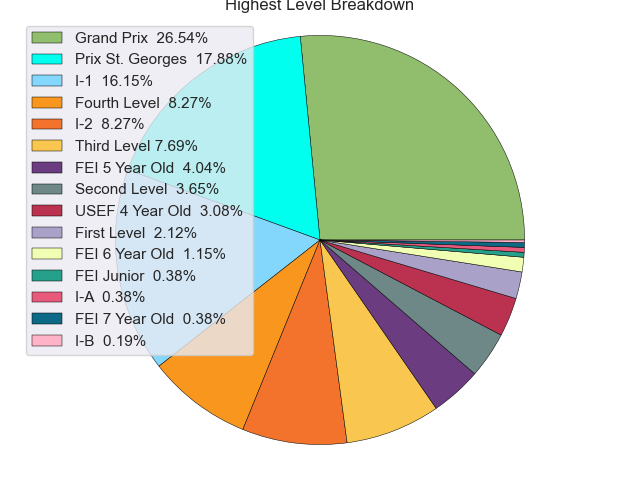 Highest Level Breakdown
Grand Prix  26.54%
Prix St. Georges  17.88%
I-1  16.15%
Fourth Level  8.27%
I-2  8.27%
Third Level 7.69%
FEI 5 Year Old  4.04%
Second Level  3.65%
USEF 4 Year Old  3.08%
First Level  2.12%
FEI 6 Year Old  1.15%
FEI Junior  0.38%
I-A  0.38%
FEI 7 Year Old  0.38%
I-B  0.19%